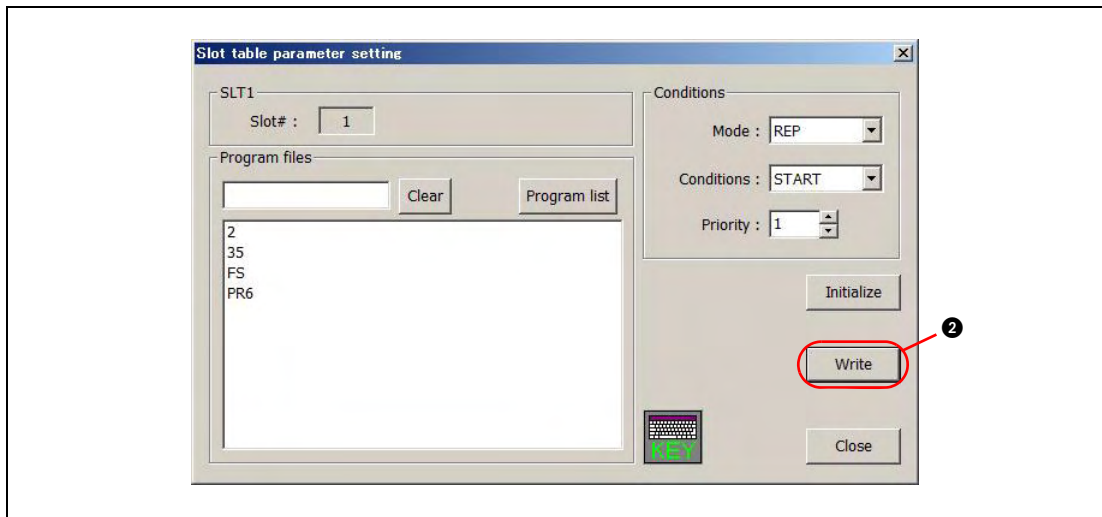 Slot table parameter setting
SLT1
Slot# : 1
Program files
Clear
Program list
2
35
FS
PR6
Conditions
Mode : REP
Conditions : START
Priority : 1
Initialize
❷
Write
KEY
Close